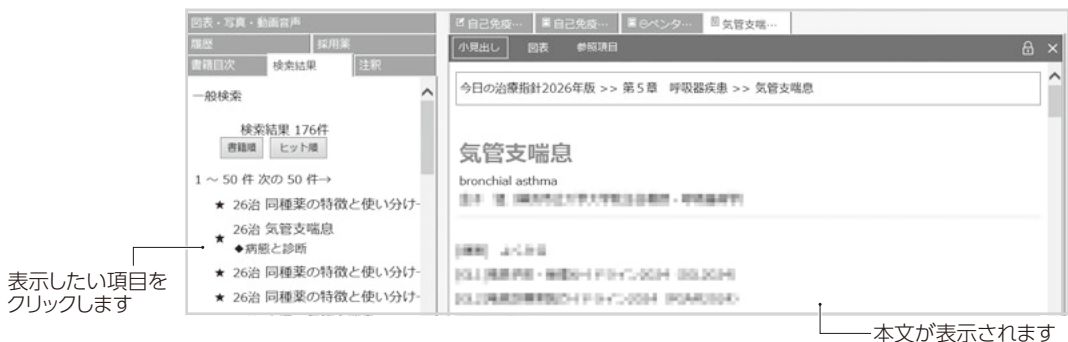 図表・写真・動画音声
履歴 採用薬
書籍目次 検索結果 注釈
一般検索
検索結果 176件
書籍順 ヒット順
1 ～ 50 件 次の 50 件→
★ 26治 同種薬の特徴と使い分け-
★ 26治 気管支喘息
◆病態と診断
★ 26治 同種薬の特徴と使い分け-
★ 26治 同種薬の特徴と使い分け-
表示したい項目を
クリックします
自己免疫… 自己免疫… ⊖ペンタ… 気管支喘…
小見出し 図表 参照項目
今日の治療指針2026年版 >> 第５章 呼吸器疾患 >> 気管支喘息
気管支喘息
bronchial asthma
本文が表示されます